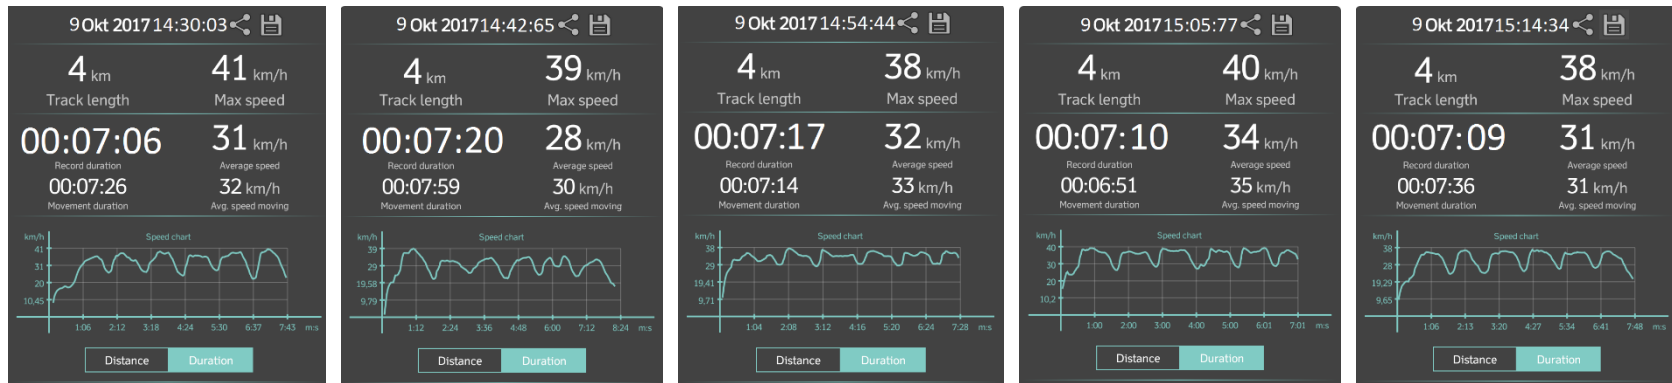 9 Okt 2017 14:30:03
4 km 41 km/h
Track length Max speed
00:07:06 31 km/h
Record duration Average speed
00:07:26 32 km/h
Movement duration Avg. speed moving
km/h Speed chart
41
31
20
10,45
1:06 2:12 3:18 4:24 5:30 6:37 7:43 m:s
Distance Duration
9 Okt 2017 14:42:65
4 km 39 km/h
Track length Max speed
00:07:20 28 km/h
Record duration Average speed
00:07:59 30 km/h
Movement duration Avg. speed moving
km/h Speed chart
39
29
19,58
9,79
1:12 2:24 3:36 4:48 6:00 7:12 8:24 m:s
Distance Duration
9 Okt 2017 14:54:44
4 km 38 km/h
Track length Max speed
00:07:17 32 km/h
Record duration Average speed
00:07:14 33 km/h
Movement duration Avg. speed moving
km/h Speed chart
38
29
19,41
9,71
1:04 2:08 3:12 4:16 5:20 6:24 7:28 m:s
Distance Duration
9 Okt 2017 15:05:77
4 km 40 km/h
Track length Max speed
00:07:10 34 km/h
Record duration Average speed
00:06:51 35 km/h
Movement duration Avg. speed moving
km/h Speed chart
40
30
20
10,2
1:00 2:00 3:00 4:00 5:00 6:01 7:01 m:s
Distance Duration
9 Okt 2017 15:14:34
4 km 38 km/h
Track length Max speed
00:07:09 31 km/h
Record duration Average speed
00:07:36 31 km/h
Movement duration Avg. speed moving
km/h Speed chart
38
28
19,29
9,65
1:06 2:13 3:20 4:27 5:34 6:41 7:48 m:s
Distance Duration